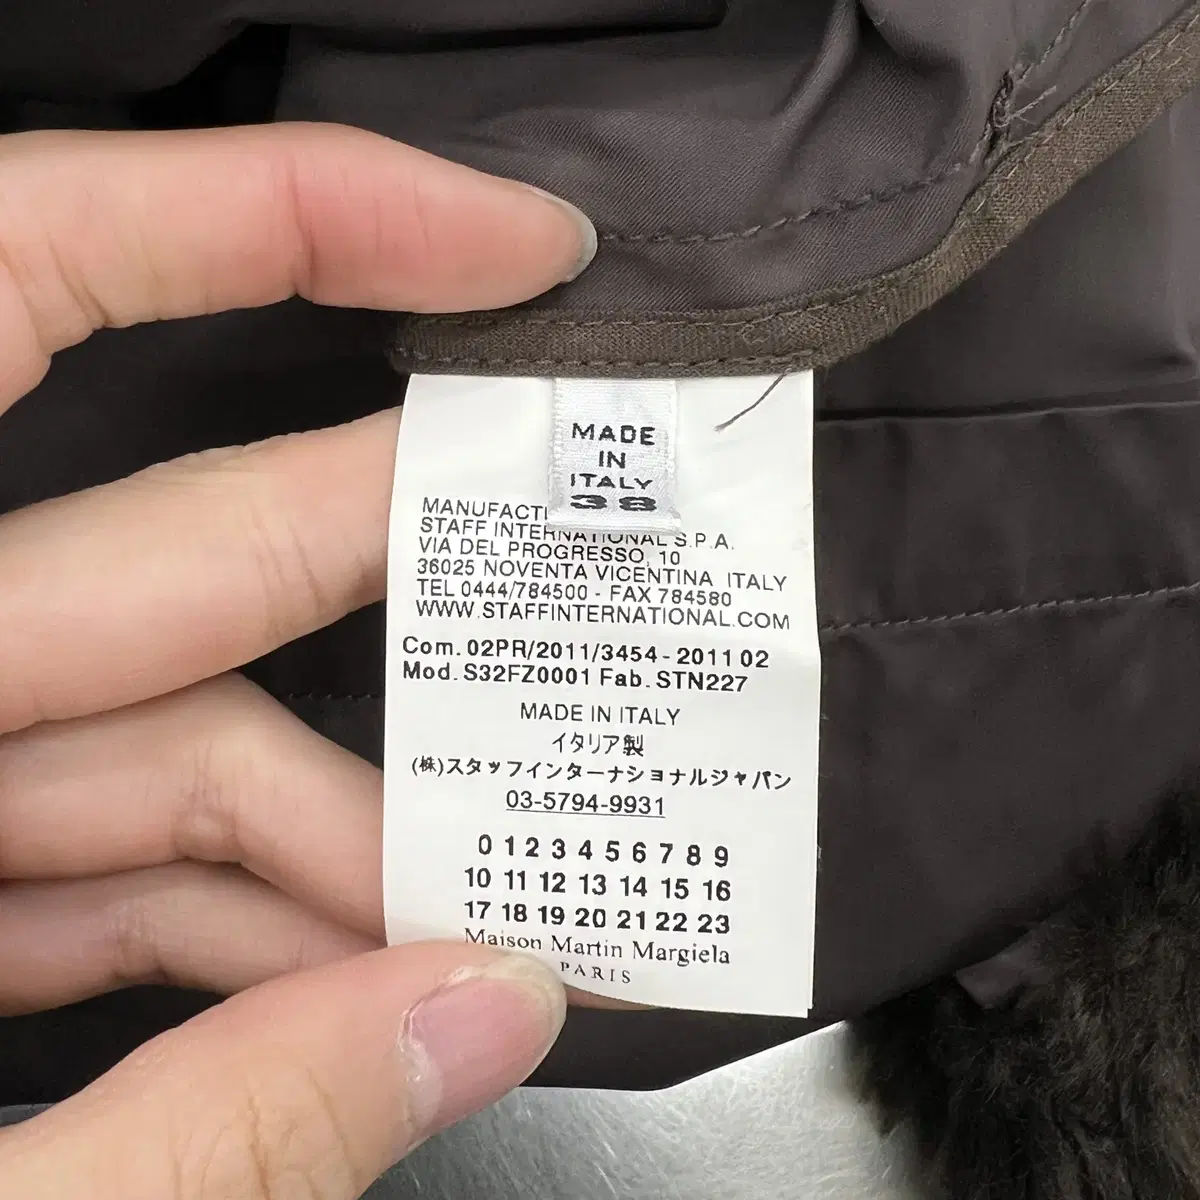 MADE
IN
ITALY
38
STAFF INTERNATIONAL S.P.A.
VIA DEL PROGRESSO, 10
36025 NOVENTA VICENTINA ITALY
TEL 0444/784500 - FAX 784580
WWW.STAFFINTERNATIONAL.COM
Com. 02PR/2011/3454 - 2011 02
Mod. S32FZ0001 Fab. STN227
MADE IN ITALY
イタリア製
(株)スタッフインターナショナルジャパン
03-5794-9931
0 1 2 3 4 5 6 7 8 9
10 11 12 13 14 15 16
17 18 19 20 21 22 23
Maison Martin Margiela
PARIS